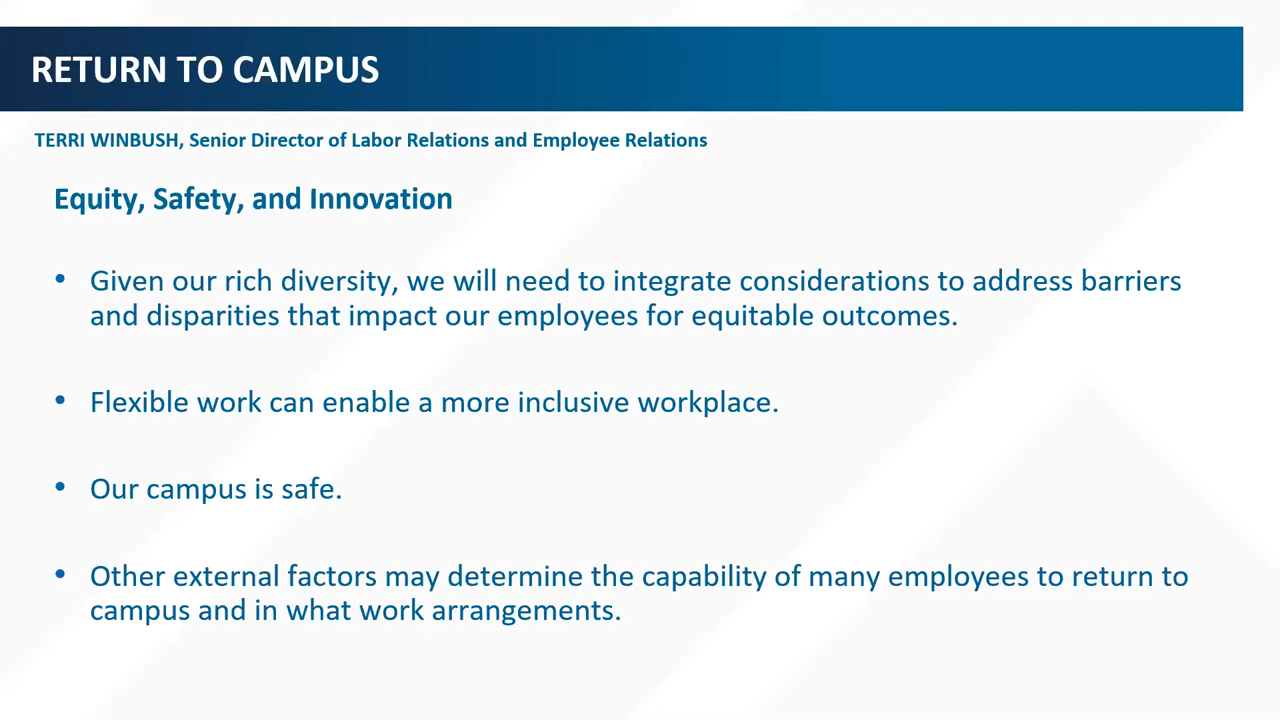 RETURN TO CAMPUS
TERRI WINBUSH, Senior Director of Labor Relations and Employee Relations
Equity, Safety, and Innovation
• Given our rich diversity, we will need to integrate considerations to address barriers
and disparities that impact our employees for equitable outcomes.
• Flexible work can enable a more inclusive workplace.
• Our campus is safe.
• Other external factors may determine the capability of many employees to return to
campus and in what work arrangements.